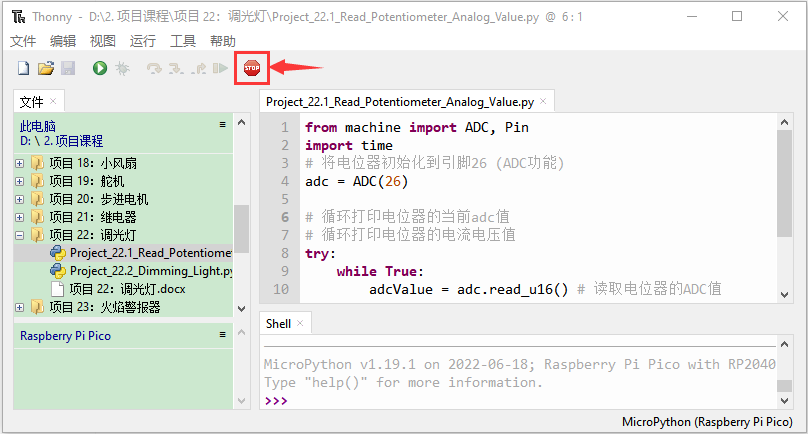 Thonny - D:\2. 项目课程\项目 22：调光灯\Project_22.1_Read_Potentiometer_Analog_Value.py @ 6 : 1
文件 编辑 视图 运行 工具 帮助
STOP
文件
此电脑
D: \ 2. 项目课程
项目 18：小风扇
项目 19：舵机
项目 20：步进电机
项目 21：继电器
项目 22：调光灯
Project_22.1_Read_Potentiome
Project_22.2_Dimming_Light.py
项目 22：调光灯.docx
项目 23：火焰警报器
Raspberry Pi Pico
Project_22.1_Read_Potentiometer_Analog_Value.py
1 from machine import ADC, Pin
2 import time
3 # 将电位器初始化到引脚26 (ADC功能)
4 adc = ADC(26)
5
6 # 循环打印电位器的当前adc值
7 # 循环打印电位器的电流电压值
8 try:
9 while True:
10 adcValue = adc.read_u16() # 读取电位器的ADC值
Shell
MicroPython v1.19.1 on 2022-06-18; Raspberry Pi Pico with RP2040
Type "help()" for more information.
>>>
MicroPython (Raspberry Pi Pico)